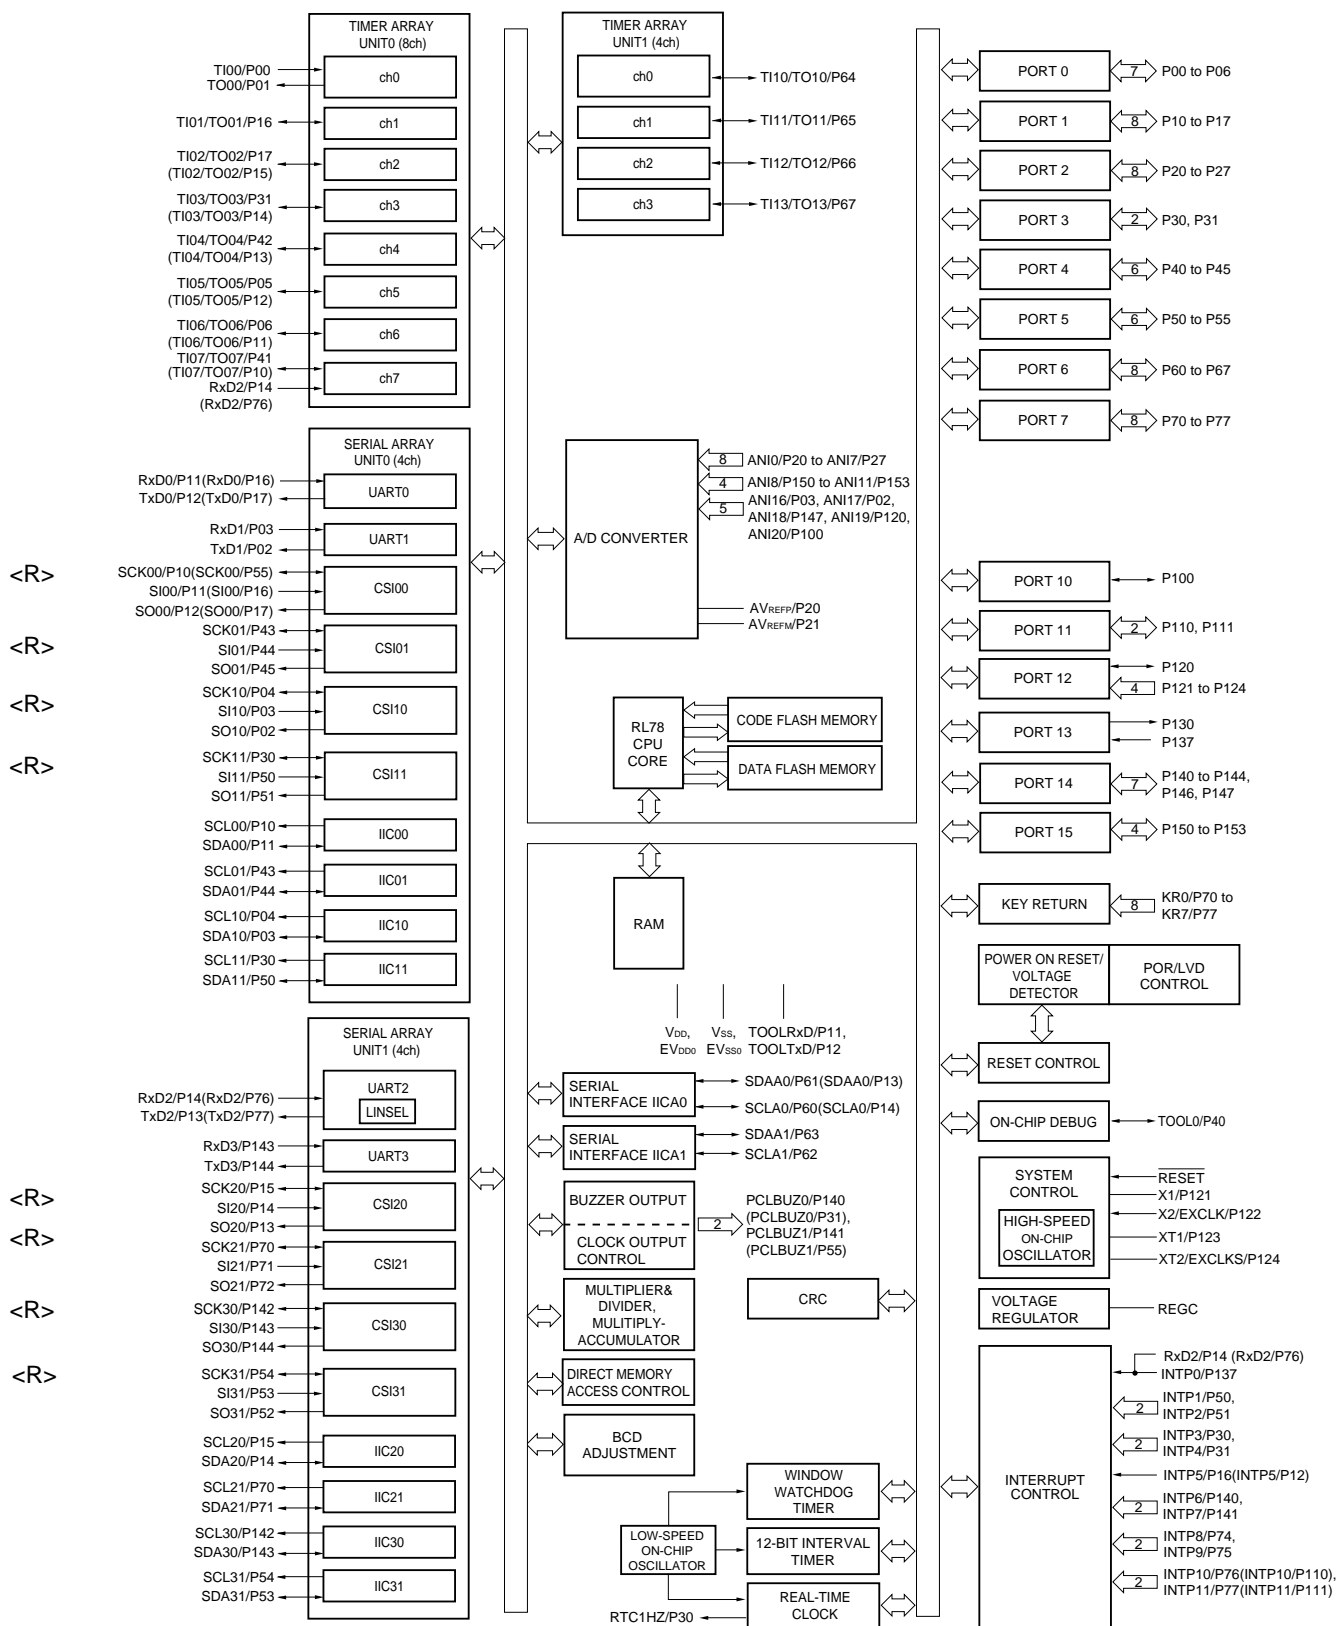 TIMER ARRAY
UNIT0 (8ch)
TI00/P00
TO00/P01
ch0
TI01/TO01/P16
ch1
TI02/TO02/P17
(TI02/TO02/P15)
ch2
TI03/TO03/P31
(TI03/TO03/P14)
ch3
TI04/TO04/P42
(TI04/TO04/P13)
ch4
TI05/TO05/P05
(TI05/TO05/P12)
ch5
TI06/TO06/P06
(TI06/TO06/P11)
ch6
TI07/TO07/P41
(TI07/TO07/P10)
RxD2/P14
(RxD2/P76)
ch7
SERIAL ARRAY
UNIT0 (4ch)
RxD0/P11(RxD0/P16)
TxD0/P12(TxD0/P17)
UART0
RxD1/P03
TxD1/P02
UART1
<R>
SCK00/P10(SCK00/P55)
SI00/P11(SI00/P16)
SO00/P12(SO00/P17)
CSI00
<R>
SCK01/P43
SI01/P44
SO01/P45
CSI01
<R>
SCK10/P04
SI10/P03
SO10/P02
CSI10
<R>
SCK11/P30
SI11/P50
SO11/P51
CSI11
SCL00/P10
SDA00/P11
IIC00
SCL01/P43
SDA01/P44
IIC01
SCL10/P04
SDA10/P03
IIC10
SCL11/P30
SDA11/P50
IIC11
SERIAL ARRAY
UNIT1 (4ch)
RxD2/P14(RxD2/P76)
TxD2/P13(TxD2/P77)
UART2
LINSEL
RxD3/P143
TxD3/P144
UART3
<R>
SCK20/P15
SI20/P14
SO20/P13
CSI20
<R>
SCK21/P70
SI21/P71
SO21/P72
CSI21
<R>
SCK30/P142
SI30/P143
SO30/P144
CSI30
<R>
SCK31/P54
SI31/P53
SO31/P52
CSI31
SCL20/P15
SDA20/P14
IIC20
SCL21/P70
SDA21/P71
IIC21
SCL30/P142
SDA30/P143
IIC30
SCL31/P54
SDA31/P53
IIC31
TIMER ARRAY
UNIT1 (4ch)
ch0
TI10/TO10/P64
ch1
TI11/TO11/P65
ch2
TI12/TO12/P66
ch3
TI13/TO13/P67
A/D CONVERTER
8
ANI0/P20 to ANI7/P27
4
ANI8/P150 to ANI11/P153
5
ANI16/P03, ANI17/P02,
ANI18/P147, ANI19/P120,
ANI20/P100
AVREFP/P20
AVREFM/P21
RL78
CPU
CORE
CODE FLASH MEMORY
DATA FLASH MEMORY
RAM
VDD,
EVDD0
VSS,
EVSS0
TOOLRxD/P11,
TOOLTxD/P12
SERIAL
INTERFACE IICA0
SDAA0/P61(SDAA0/P13)
SCLA0/P60(SCLA0/P14)
SERIAL
INTERFACE IICA1
SDAA1/P63
SCLA1/P62
BUZZER OUTPUT
CLOCK OUTPUT
CONTROL
2
PCLBUZ0/P140
(PCLBUZ0/P31),
PCLBUZ1/P141
(PCLBUZ1/P55)
MULTIPLIER&
DIVIDER,
MULITIPLY-
ACCUMULATOR
CRC
DIRECT MEMORY
ACCESS CONTROL
BCD
ADJUSTMENT
WINDOW
WATCHDOG
TIMER
LOW-SPEED
ON-CHIP
OSCILLATOR
12-BIT INTERVAL
TIMER
REAL-TIME
CLOCK
RTC1HZ/P30
PORT 0
7
P00 to P06
PORT 1
8
P10 to P17
PORT 2
8
P20 to P27
PORT 3
2
P30, P31
PORT 4
6
P40 to P45
PORT 5
6
P50 to P55
PORT 6
8
P60 to P67
PORT 7
8
P70 to P77
PORT 10
P100
PORT 11
2
P110, P111
PORT 12
P120
4
P121 to P124
PORT 13
P130
P137
PORT 14
7
P140 to P144,
P146, P147
PORT 15
4
P150 to P153
KEY RETURN
8
KR0/P70 to
KR7/P77
POWER ON RESET/
VOLTAGE
DETECTOR
POR/LVD
CONTROL
RESET CONTROL
ON-CHIP DEBUG
TOOL0/P40
SYSTEM
CONTROL
HIGH-SPEED
ON-CHIP
OSCILLATOR
RESET
X1/P121
X2/EXCLK/P122
XT1/P123
XT2/EXCLKS/P124
VOLTAGE
REGULATOR
REGC
INTERRUPT
CONTROL
RxD2/P14 (RxD2/P76)
INTP0/P137
2
INTP1/P50,
INTP2/P51
2
INTP3/P30,
INTP4/P31
INTP5/P16(INTP5/P12)
2
INTP6/P140,
INTP7/P141
2
INTP8/P74,
INTP9/P75
2
INTP10/P76(INTP10/P110),
INTP11/P77(INTP11/P111)